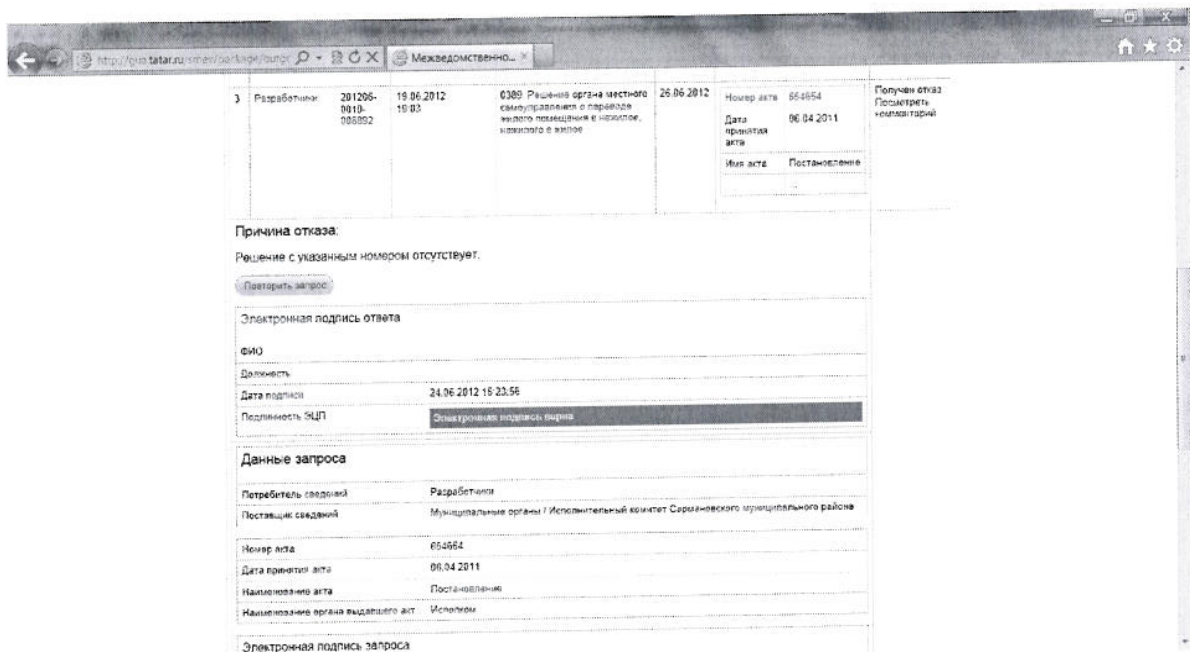 Межведомственно...
3 Разработчики 201206- 19.06.2012 0389 Решение органа местного 26.06.2012 Номер акта 654654 Получен отказ
0010- 19:03 самоуправления о переводе Посмотреть
006892 жилого помещения в нежилое, Дата 06.04.2011 комментарий
нежилого в жилое принятия
акта
Имя акта Постановление
Причина отказа:
Решение с указанным номером отсутствует.
Повторить запрос
Электронная подпись ответа
ФИО
Должность
Дата подписи 24.06.2012 16:23:56
Подлинность ЭЦП Электронная подпись верна
Данные запроса
Потребитель сведений Разработчики
Поставщик сведений Муниципальные органы / Исполнительный комитет Сармановского муниципального района
Номер акта 654654
Дата принятия акта 06.04.2011
Наименование акта Постановление
Наименование органа выдавшего акт Исполком
Электронная подпись запроса